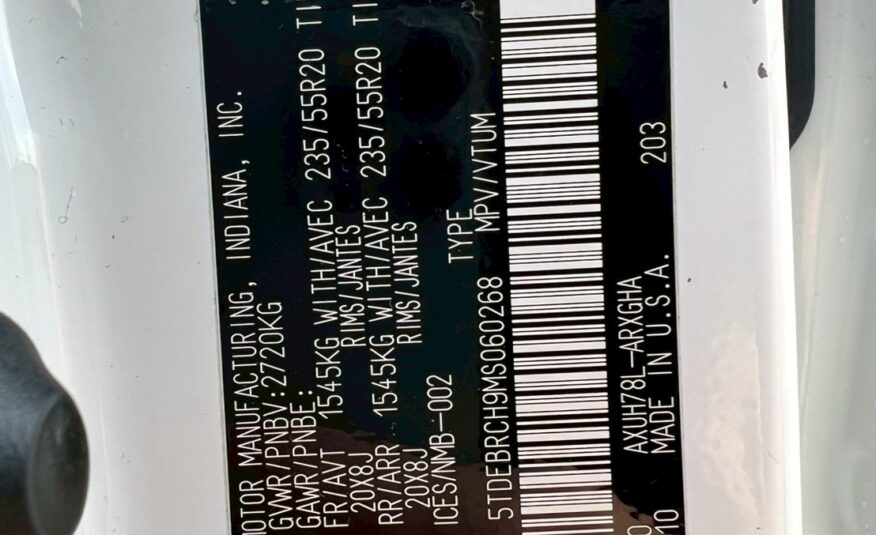 MOTOR MANUFACTURING, INDIANA, INC.
GVWR/PNBV:2720KG
GAWR/PNBE:
FR/AVT 1545KG WITH/AVEC 235/55R20 TI
20X8J RIMS/JANTES
RR/ARR 1545KG WITH/AVEC 235/55R20 TI
20X8J RIMS/JANTES
ICES/NMB-002 TYPE
5TDEBRCH9MS060268 MPV/VTUM
AXUH78L-ARXGHA 203
MADE IN U.S.A.